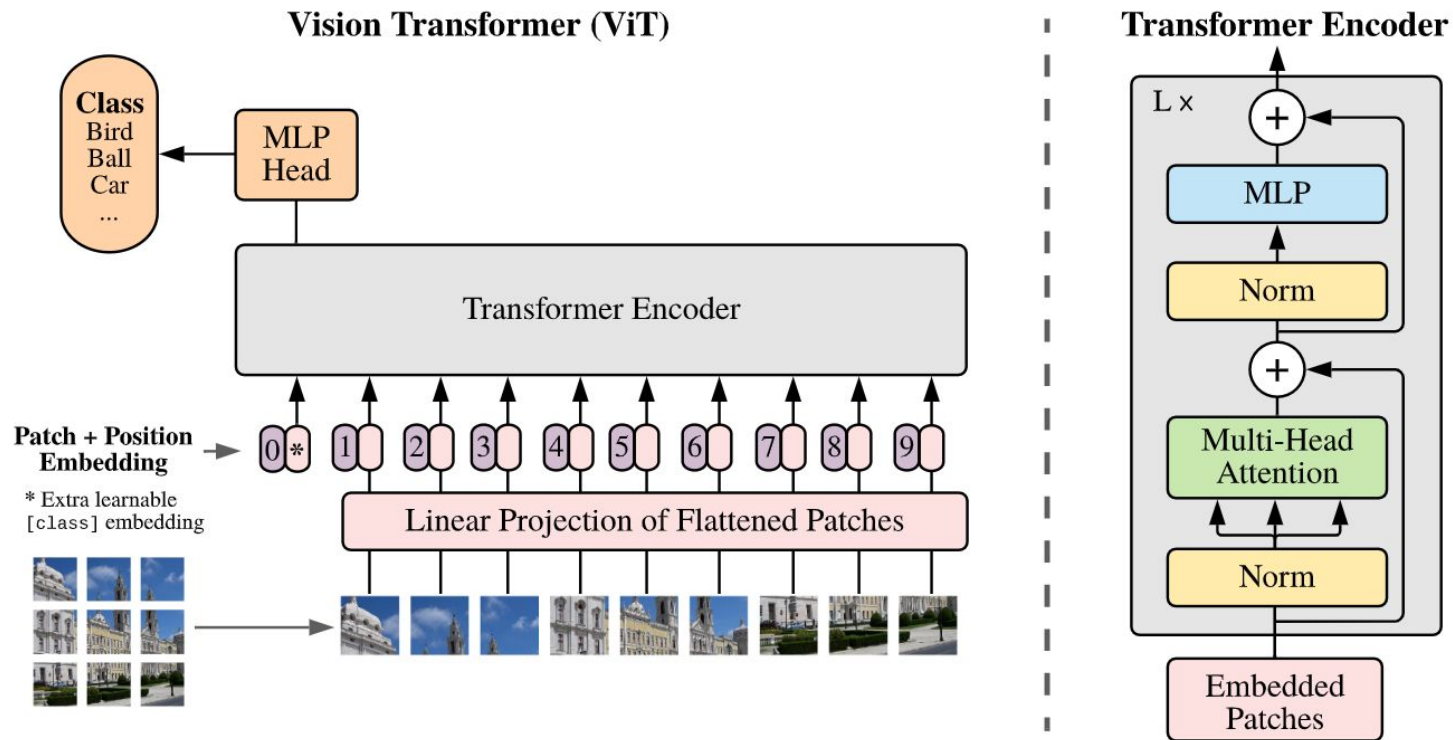 Vision Transformer (ViT)
Class
Bird
Ball
Car
...
MLP
Head
Transformer Encoder
Patch + Position
Embedding
0 * 1 2 3 4 5 6 7 8 9
* Extra learnable
[class] embedding
Linear Projection of Flattened Patches
Transformer Encoder
L ×
+
MLP
Norm
+
Multi-Head
Attention
Norm
Embedded
Patches